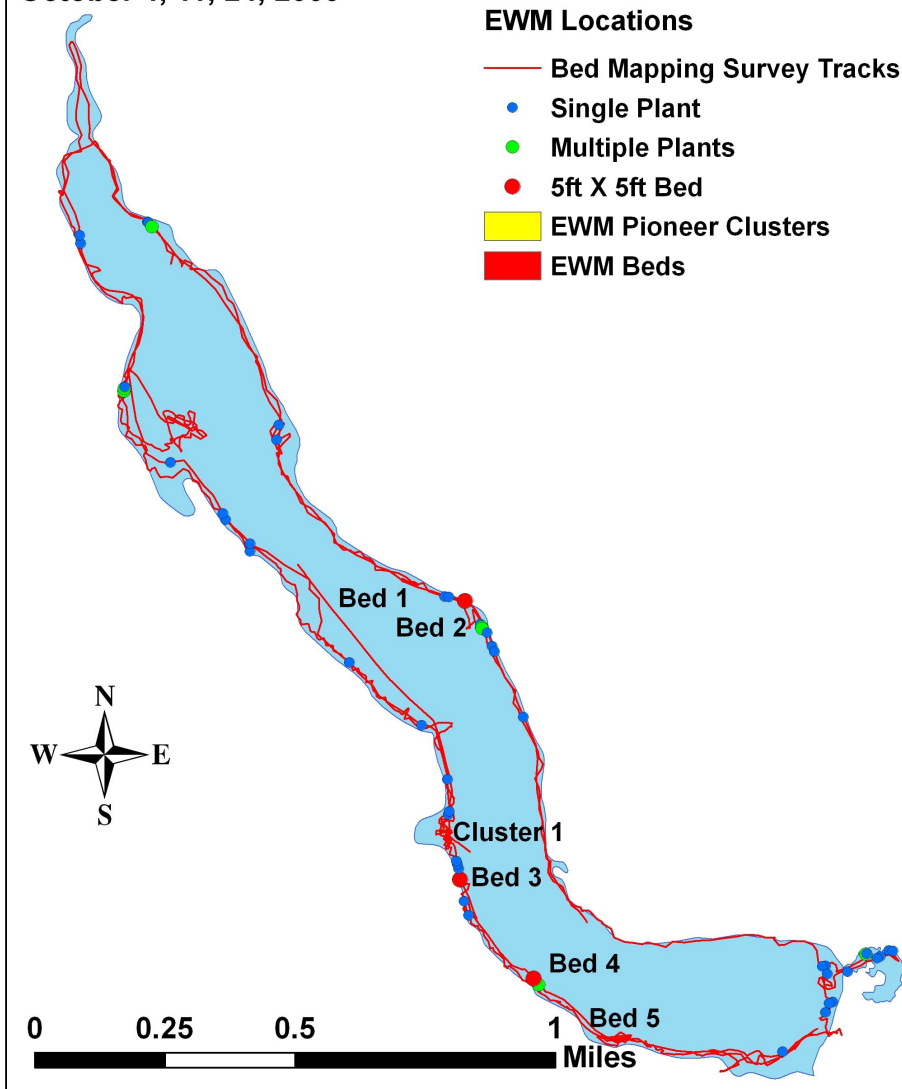 EWM Locations
Bed Mapping Survey Tracks
Single Plant
Multiple Plants
5ft X 5ft Bed
EWM Pioneer Clusters
EWM Beds
Bed 1
Bed 2
N
W E
S
Cluster 1
Bed 3
Bed 4
Bed 5
0 0.25 0.5 1
Miles